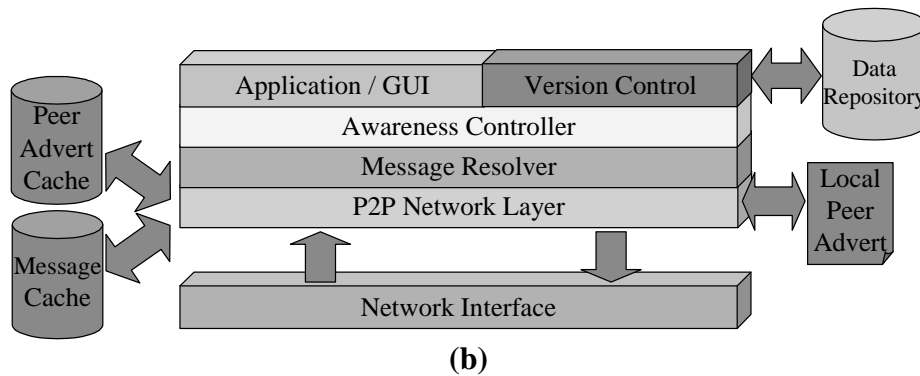 Application / GUI
Version Control
Data
Repository
Peer
Advert
Cache
Awareness Controller
Message Resolver
P2P Network Layer
Local
Peer
Advert
Message
Cache
Network Interface
(b)